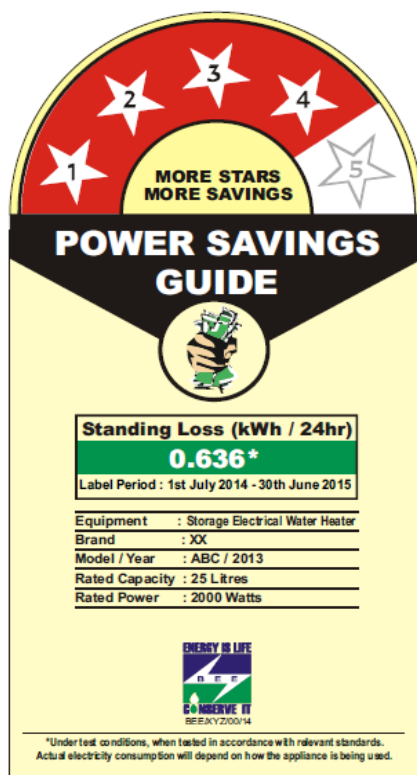 1
2
3
4
5
MORE STARS
MORE SAVINGS
POWER SAVINGS
GUIDE
Standing Loss (kWh / 24hr)
0.636*
Label Period : 1st July 2014 - 30th June 2015
Equipment : Storage Electrical Water Heater
Brand : XX
Model / Year : ABC / 2013
Rated Capacity : 25 Litres
Rated Power : 2000 Watts
ENERGY IS LIFE
BEE
CONSERVE IT
BEE/XYZ/00/14
*Under test conditions, when tested in accordance with relevant standards.
Actual electricity consumption will depend on how the appliance is being used.